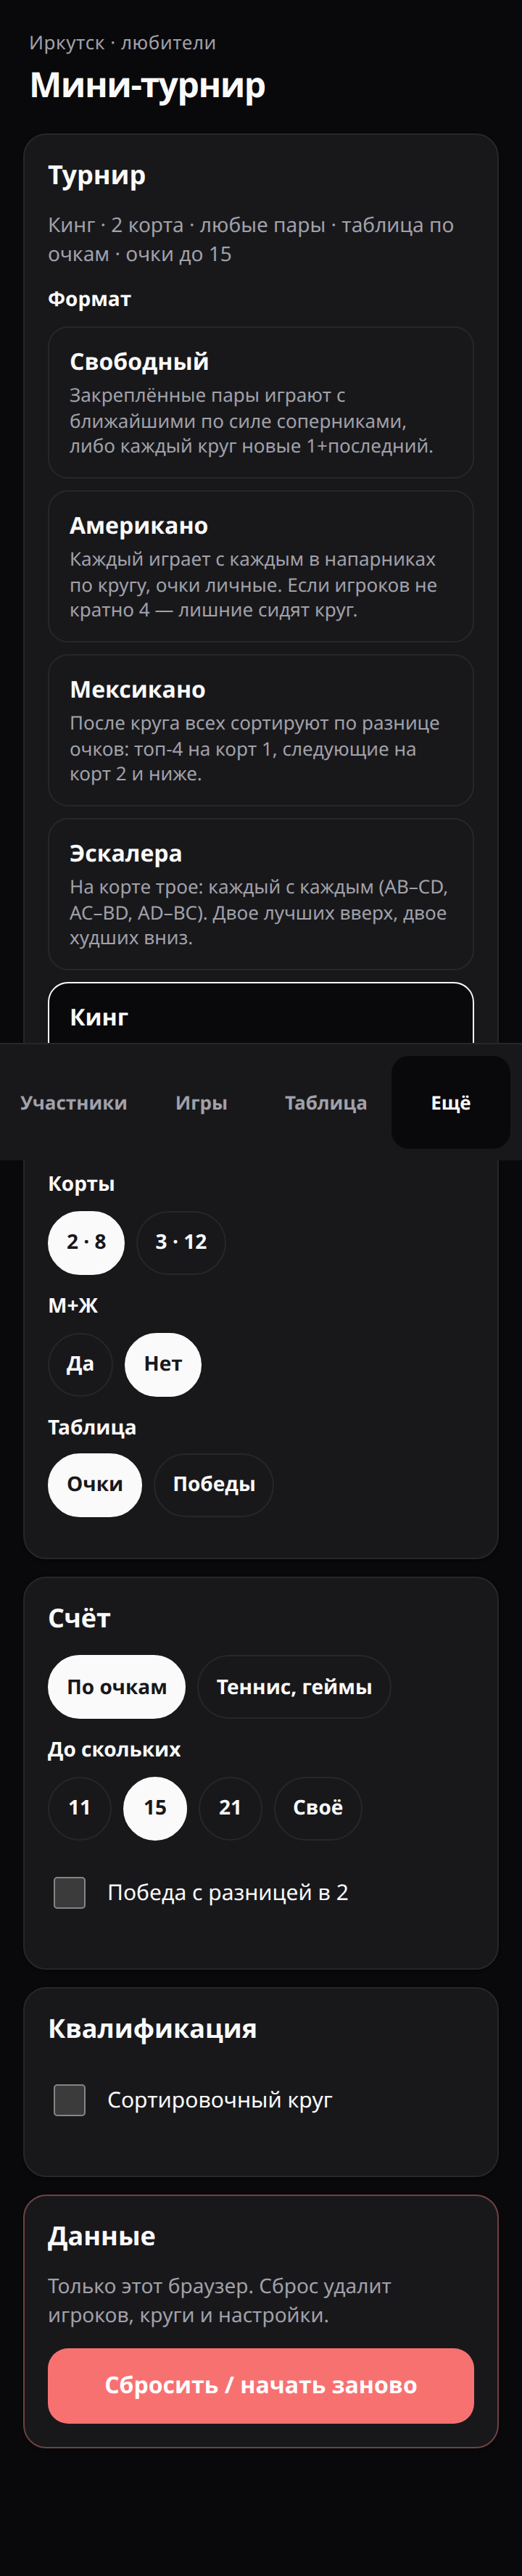 Иркутск · любители
Мини-турнир
Турнир
Кинг · 2 корта · любые пары · таблица по
очкам · очки до 15
Формат
Свободный
Закреплённые пары играют с
ближайшими по силе соперниками,
либо каждый круг новые 1+последний.
Американо
Каждый играет с каждым в напарниках
по кругу, очки личные. Если игроков не
кратно 4 — лишние сидят круг.
Мексикано
После круга всех сортируют по разнице
очков: топ-4 на корт 1, следующие на
корт 2 и ниже.
Эскалера
На корте трое: каждый с каждым (AB–CD,
AC–BD, AD–BC). Двое лучших вверх, двое
худших вниз.
Кинг
Участники Игры Таблица Ещё
Корты
2 · 8 3 · 12
М+Ж
Да Нет
Таблица
Очки Победы
Счёт
По очкам Теннис, геймы
До скольких
11 15 21 Своё
Победа с разницей в 2
Квалификация
Сортировочный круг
Данные
Только этот браузер. Сброс удалит
игроков, круги и настройки.
Сбросить / начать заново